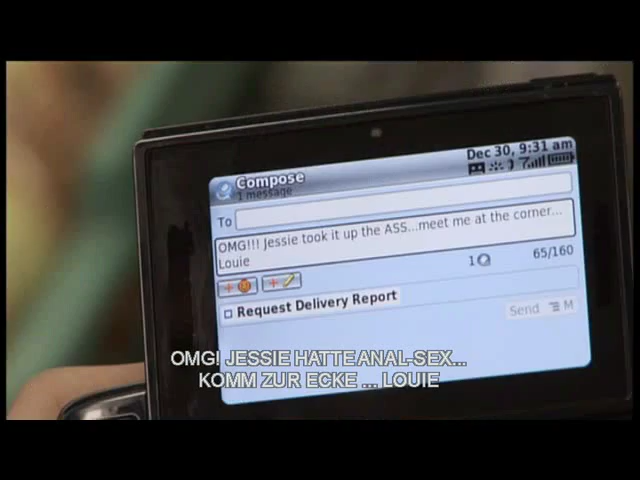 Dec 30, 9:31 am
Compose
1 message
To
OMG!!! Jessie took it up the ASS...meet me at the corner...
Louie
1
65/160
Request Delivery Report
Send
M
OMG! JESSIE HATTE ANAL-SEX...
KOMM ZUR ECKE ... LOUIE